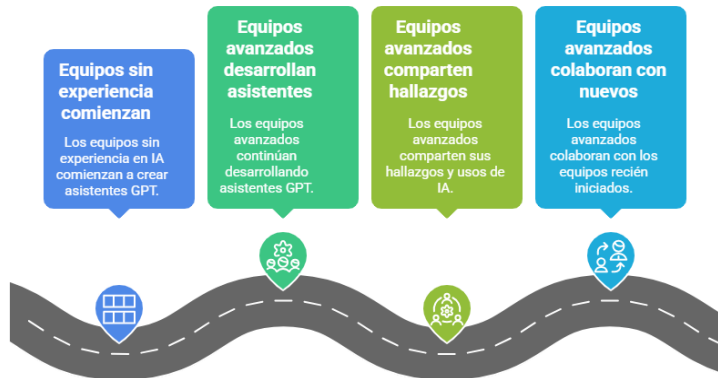 Equipos sin
experiencia
comienzan
Los equipos sin
experiencia en IA
comienzan a crear
asistentes GPT.
Equipos
avanzados
desarrollan
asistentes
Los equipos
avanzados
continúan
desarrollando
asistentes GPT.
Equipos
avanzados
comparten
hallazgos
Los equipos
avanzados
comparten sus
hallazgos y usos de
IA.
Equipos
avanzados
colaboran con
nuevos
Los equipos
avanzados
colaboran con los
equipos recién
iniciados.